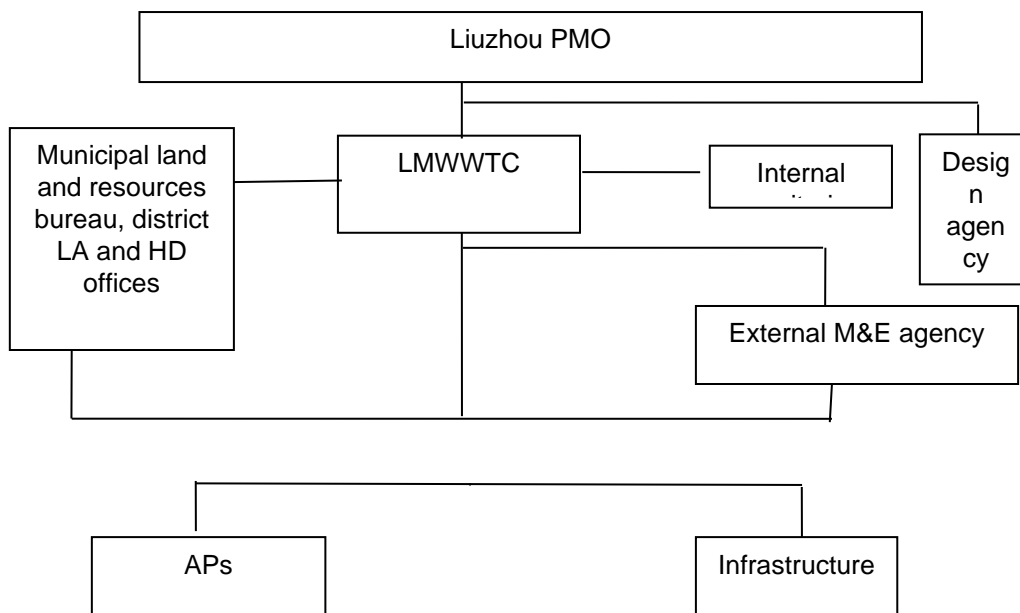 Liuzhou PMO
Municipal land
and resources
bureau, district
LA and HD
offices
LMWWTC
Internal
Desig
n
agen
cy
External M&E agency
APs
Infrastructure